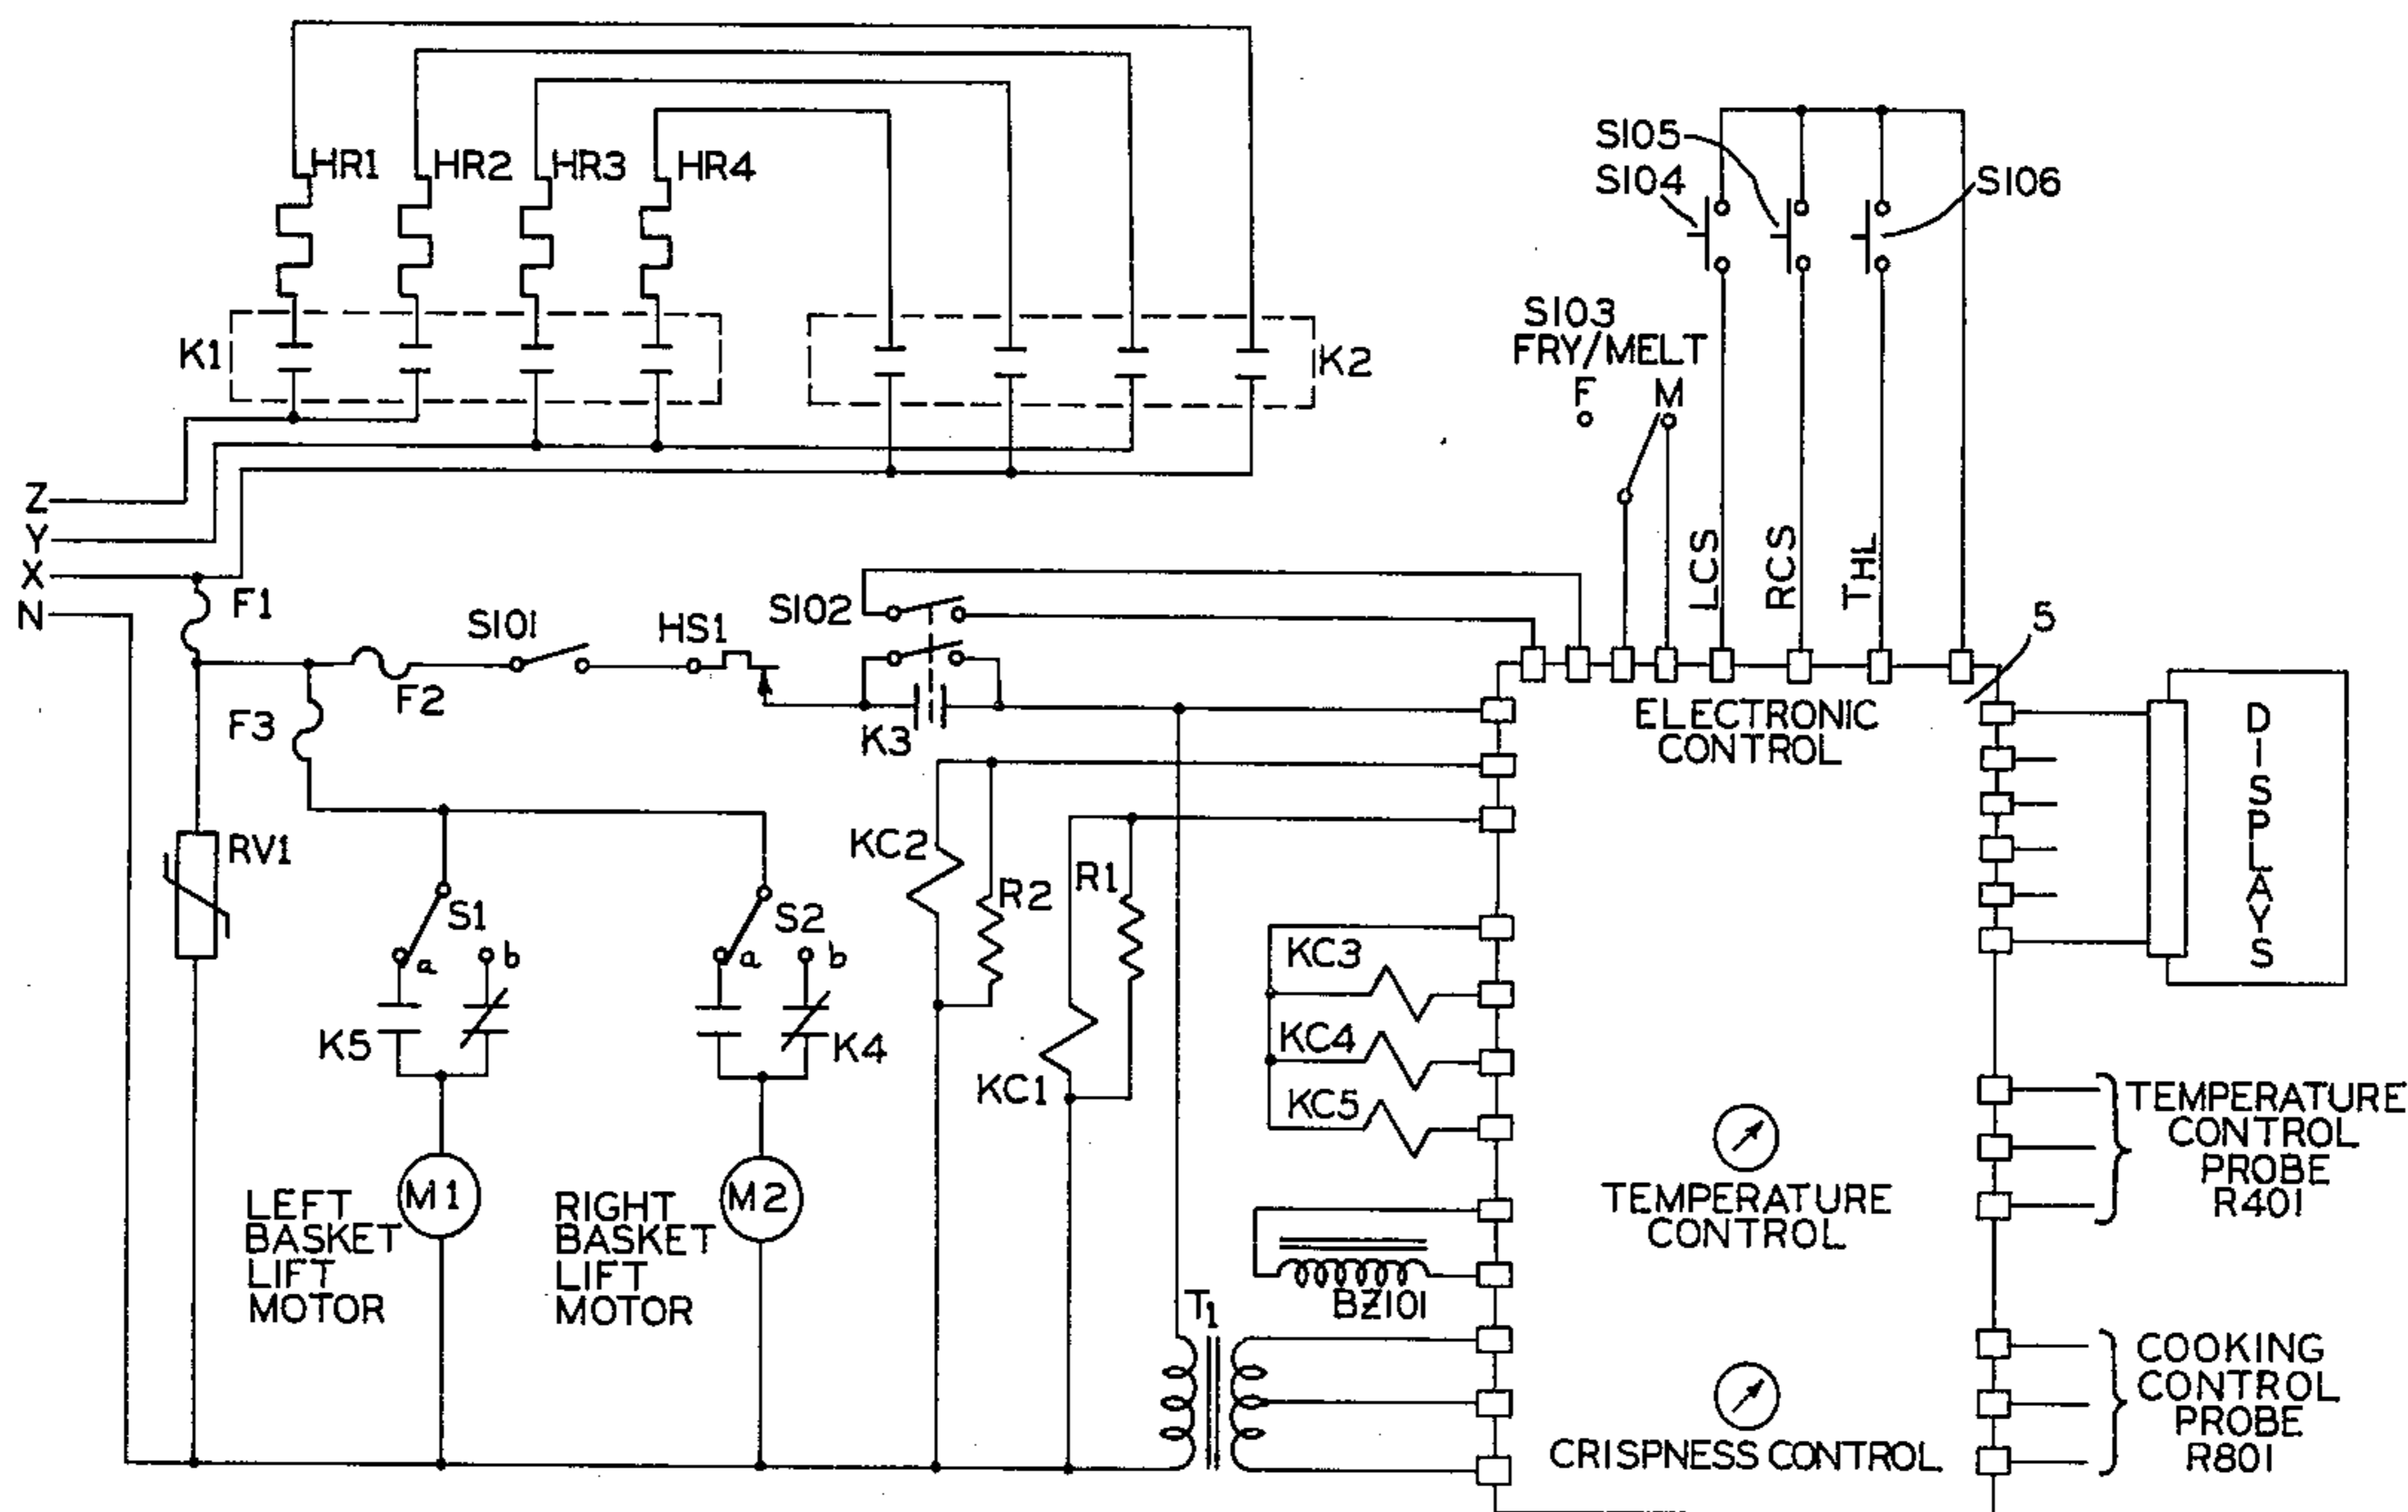 HR1
HR2
HR3
HR4
K1
K2
S105
S104
S106
S103
FRY/MELT
F
M
Z
Y
X
N
F1
S101
HS1
S102
LCS
RCS
THL
5
F2
F3
K3
ELECTRONIC
CONTROL
DISPLAYS
RV1
S1
a
b
S2
a
b
K5
K4
KC2
R2
R1
KC1
KC3
KC4
KC5
LEFT
BASKET
LIFT
MOTOR
M1
RIGHT
BASKET
LIFT
MOTOR
M2
TEMPERATURE
CONTROL
TEMPERATURE
CONTROL
PROBE
R401
BZ101
T1
CRISPNESS CONTROL
COOKING
CONTROL
PROBE
R801